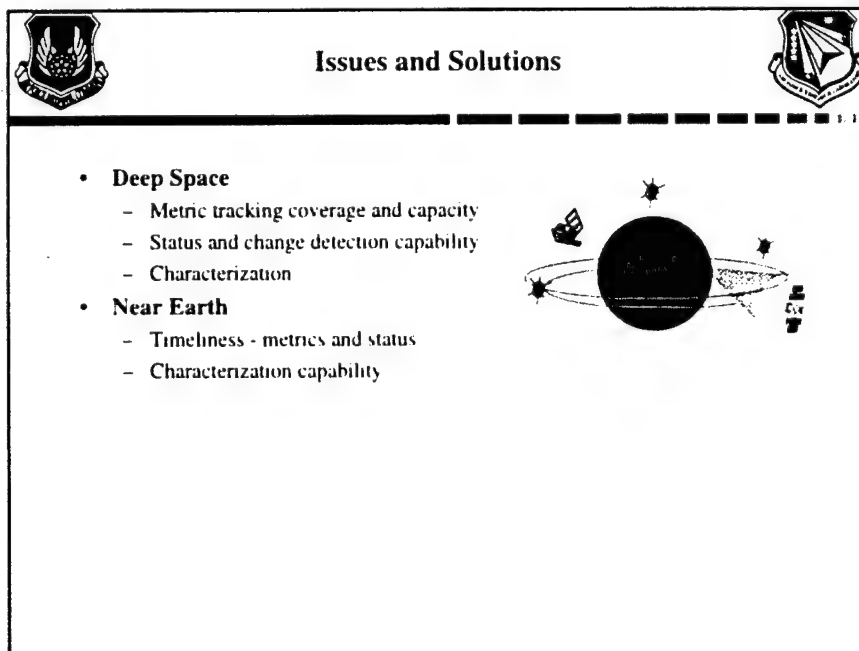 Issues and Solutions
• Deep Space
– Metric tracking coverage and capacity
– Status and change detection capability
– Characterization
• Near Earth
– Timeliness - metrics and status
– Characterization capability